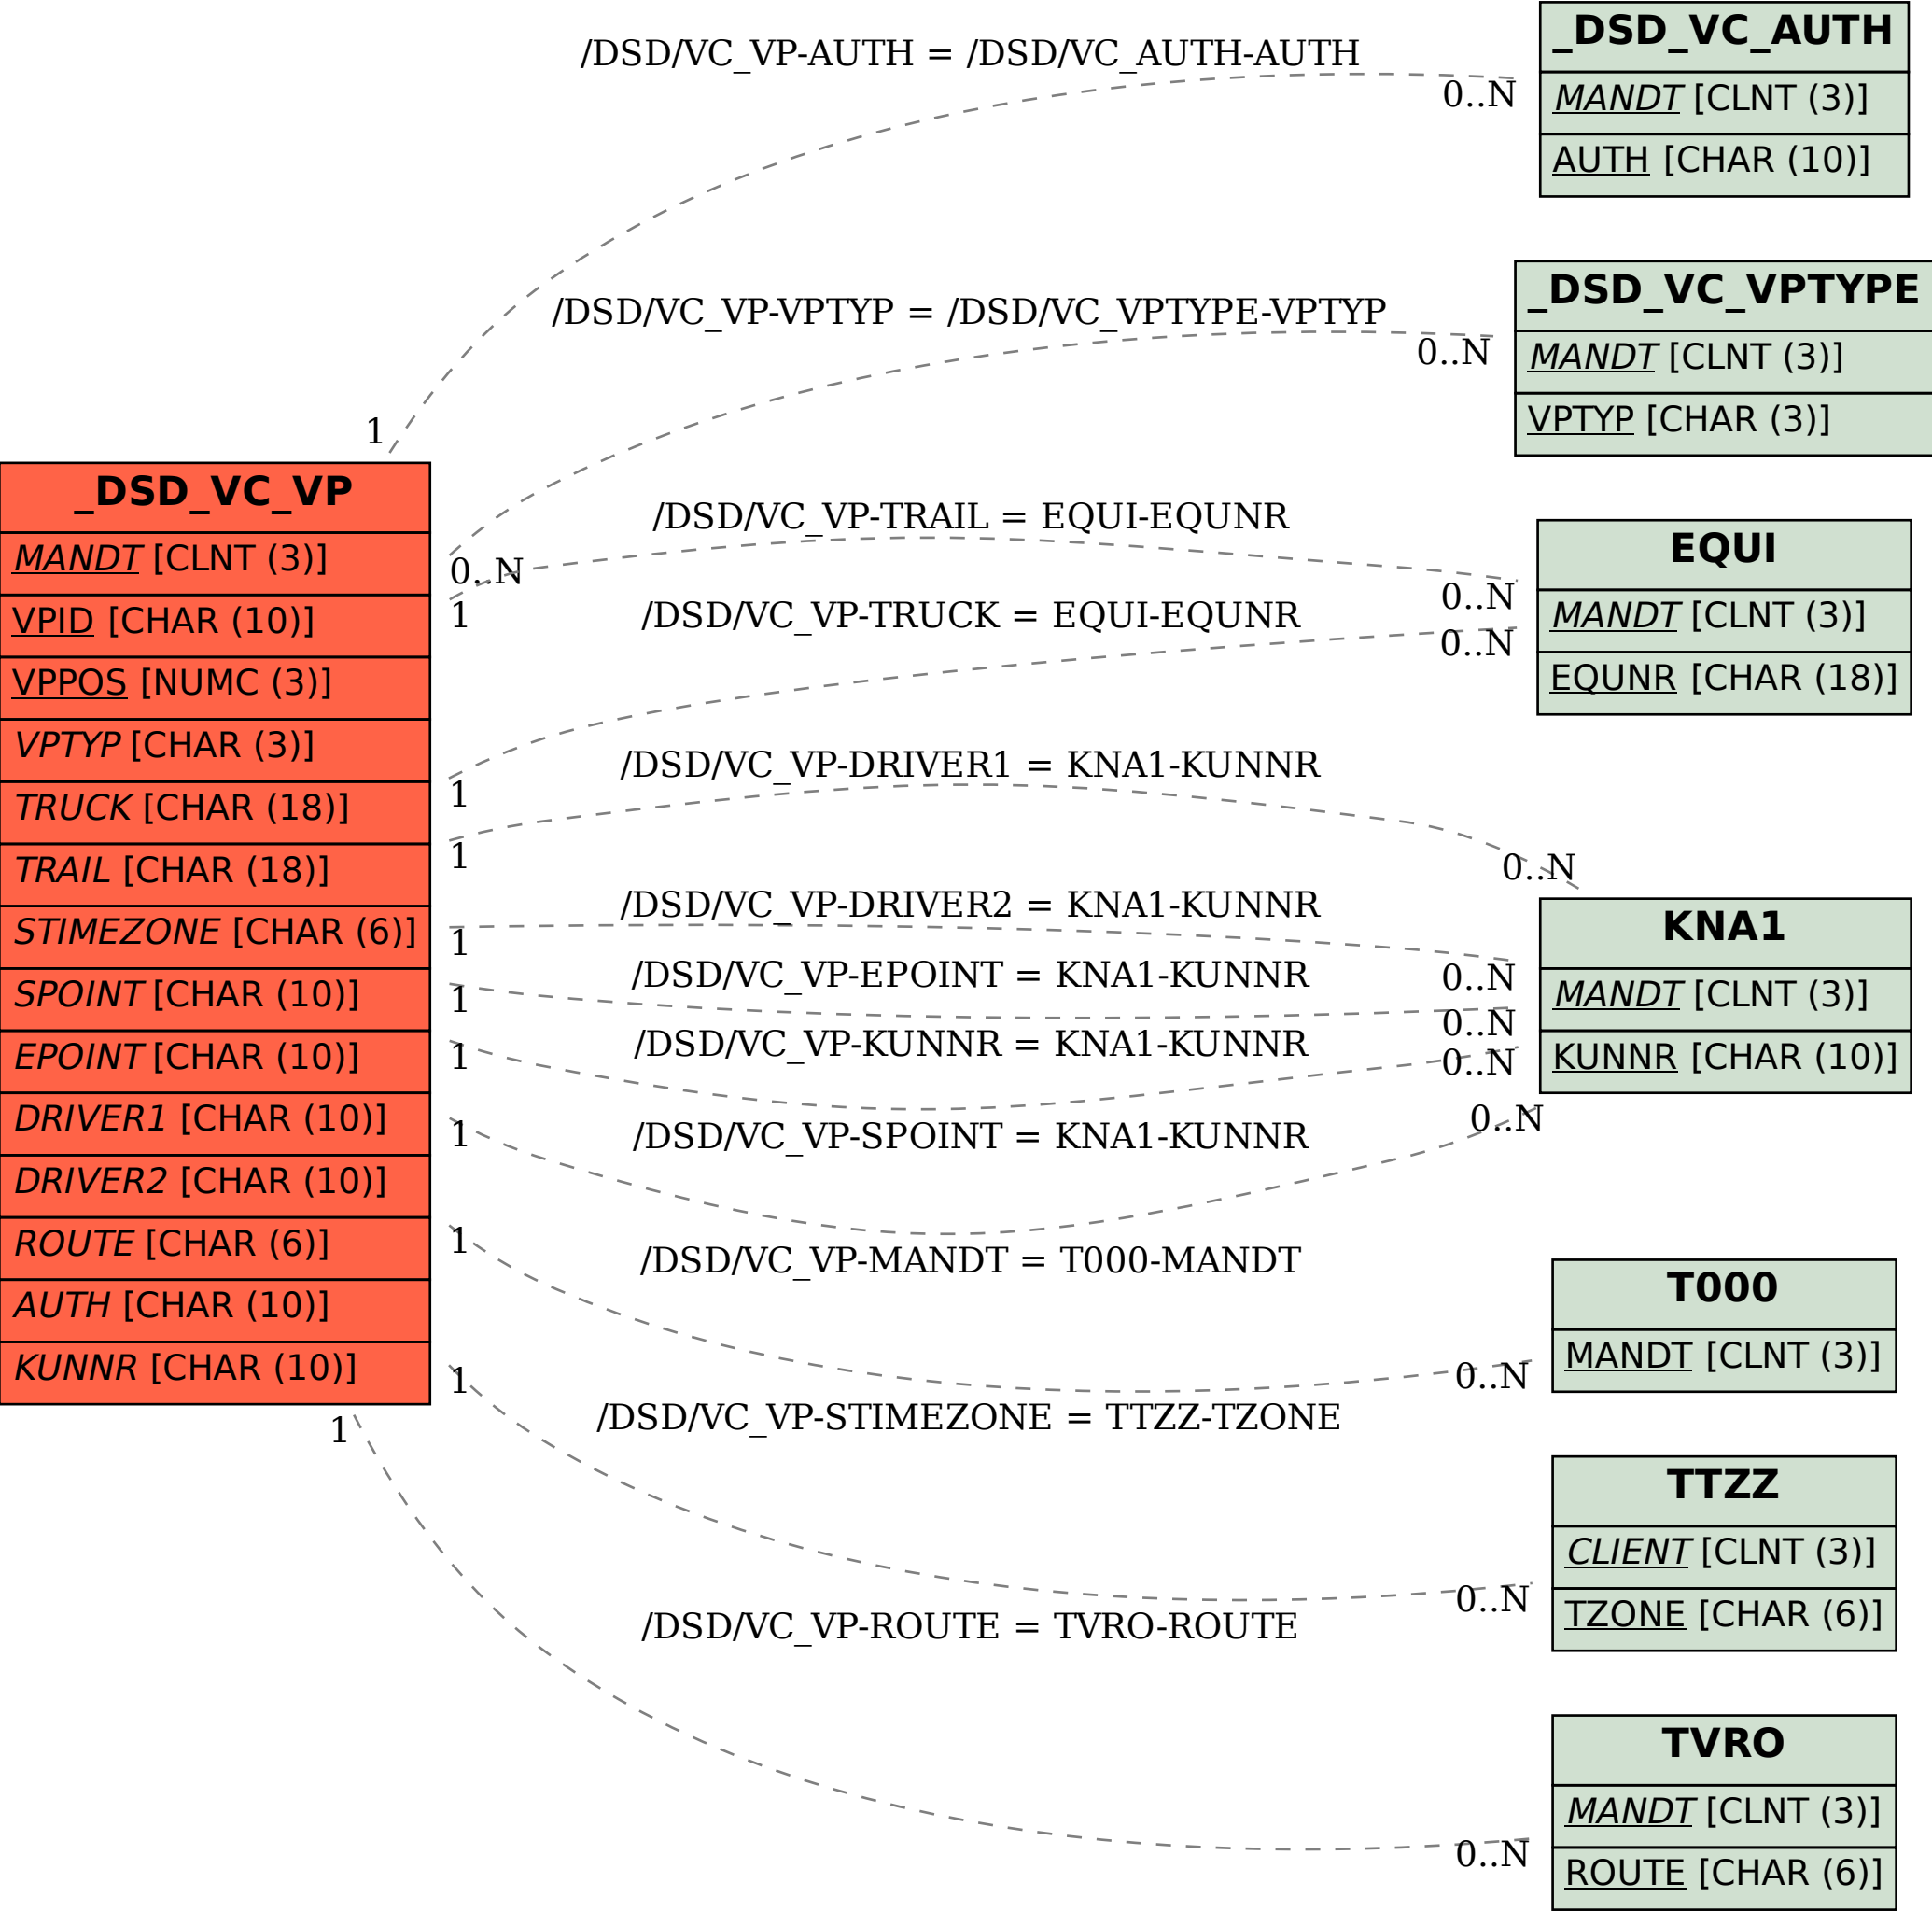 _DSD_VC_VP
MANDT [CLNT (3)]
VPID [CHAR (10)]
VPPOS [NUMC (3)]
VPTYP [CHAR (3)]
TRUCK [CHAR (18)]
TRAIL [CHAR (18)]
STIMEZONE [CHAR (6)]
SPOINT [CHAR (10)]
EPOINT [CHAR (10)]
DRIVER1 [CHAR (10)]
DRIVER2 [CHAR (10)]
ROUTE [CHAR (6)]
AUTH [CHAR (10)]
KUNNR [CHAR (10)]
/DSD/VC_VP-AUTH = /DSD/VC_AUTH-AUTH
1
0..N
/DSD/VC_VP-VPTYP = /DSD/VC_VPTYPE-VPTYP
0..N
0..N
/DSD/VC_VP-TRAIL = EQUI-EQUNR
1
0..N
/DSD/VC_VP-TRUCK = EQUI-EQUNR
1
0..N
/DSD/VC_VP-DRIVER1 = KNA1-KUNNR
1
0..N
/DSD/VC_VP-DRIVER2 = KNA1-KUNNR
1
0..N
/DSD/VC_VP-EPOINT = KNA1-KUNNR
1
0..N
/DSD/VC_VP-KUNNR = KNA1-KUNNR
1
0..N
/DSD/VC_VP-SPOINT = KNA1-KUNNR
1
0..N
/DSD/VC_VP-MANDT = T000-MANDT
1
0..N
/DSD/VC_VP-STIMEZONE = TTZZ-TZONE
1
0..N
/DSD/VC_VP-ROUTE = TVRO-ROUTE
1
0..N
_DSD_VC_AUTH
MANDT [CLNT (3)]
AUTH [CHAR (10)]
_DSD_VC_VPTYPE
MANDT [CLNT (3)]
VPTYP [CHAR (3)]
EQUI
MANDT [CLNT (3)]
EQUNR [CHAR (18)]
KNA1
MANDT [CLNT (3)]
KUNNR [CHAR (10)]
T000
MANDT [CLNT (3)]
TTZZ
CLIENT [CLNT (3)]
TZONE [CHAR (6)]
TVRO
MANDT [CLNT (3)]
ROUTE [CHAR (6)]